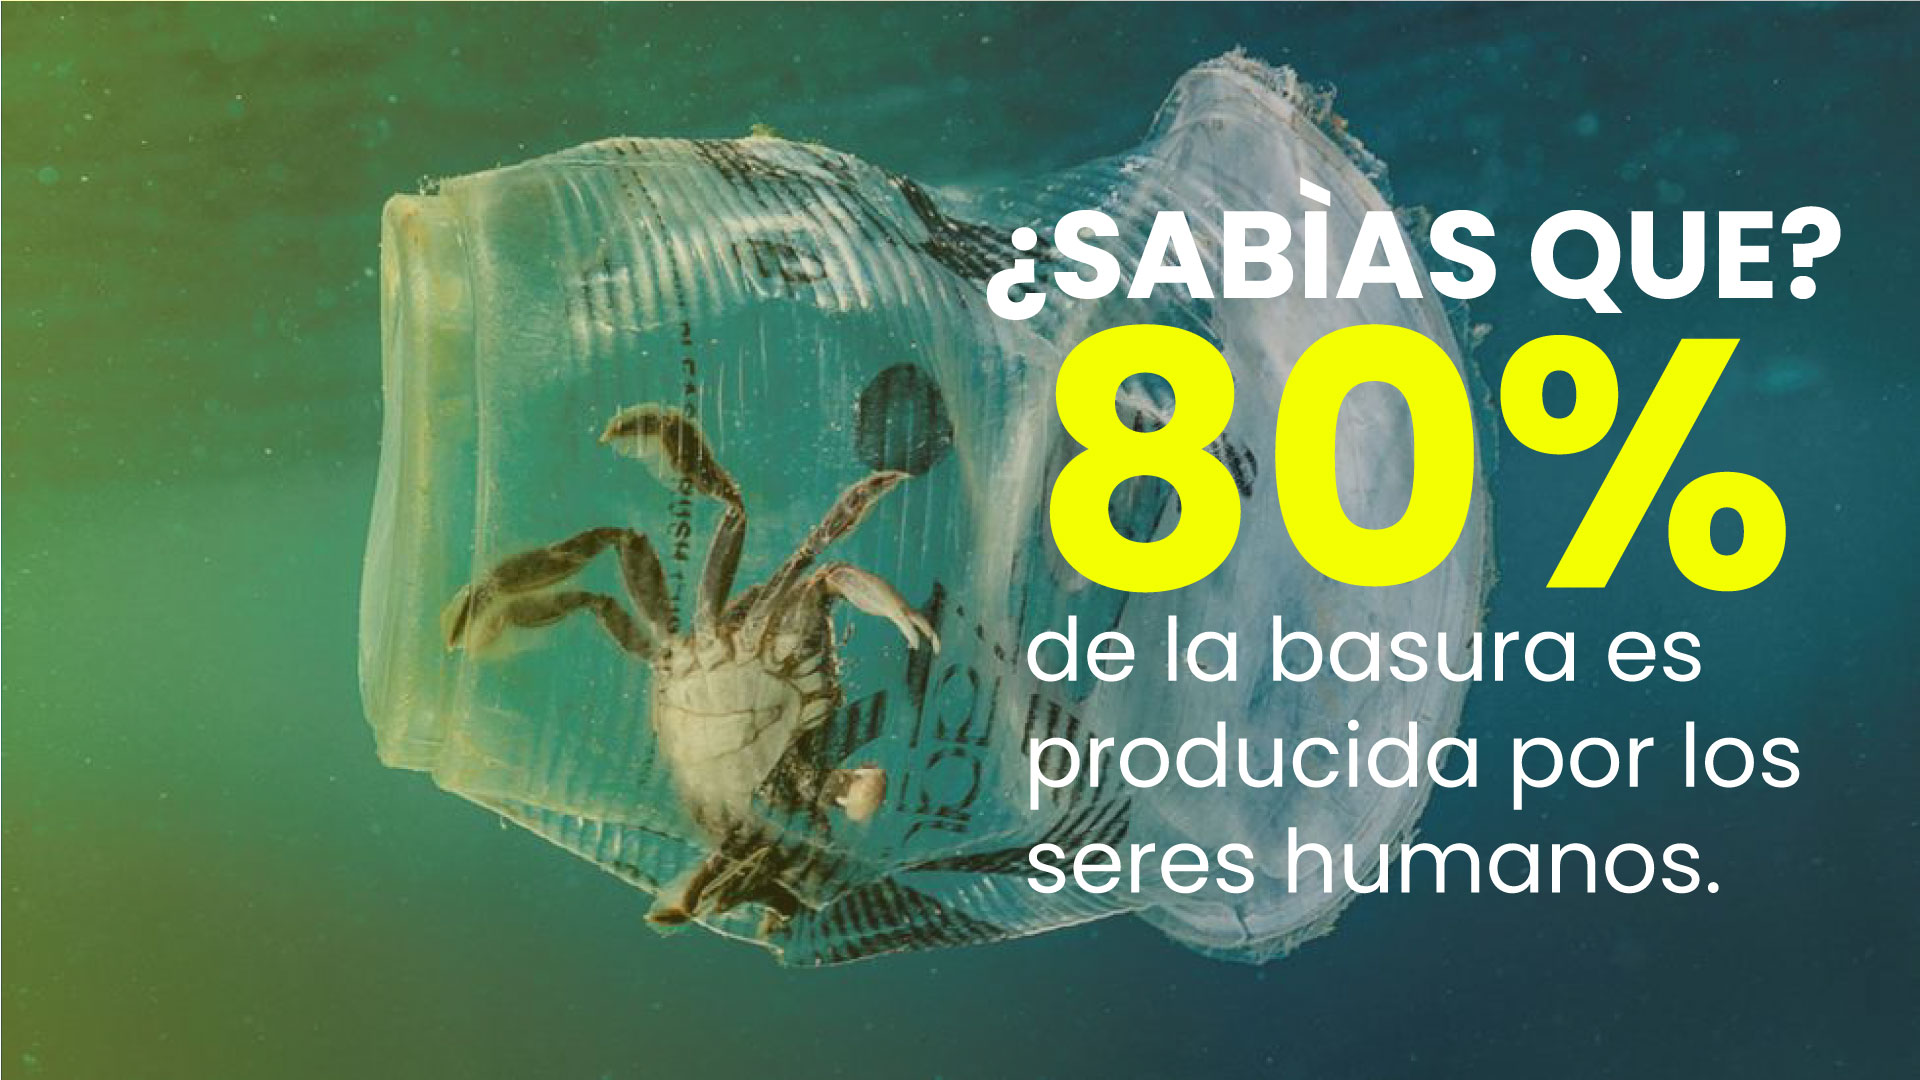 ¿SABÌAS QUE?
80%
de la basura es
producida por los
seres humanos.